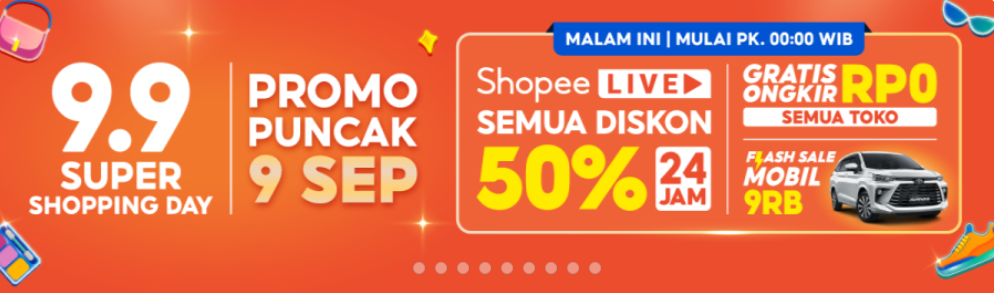 9.9
SUPER
SHOPPING DAY
PROMO
PUNCAK
9 SEP
MALAM INI | MULAI PK. 00:00 WIB
Shopee LIVE
SEMUA DISKON
50% 24 JAM
GRATIS ONGKIR RP0
SEMUA TOKO
FLASH SALE
MOBIL
9RB